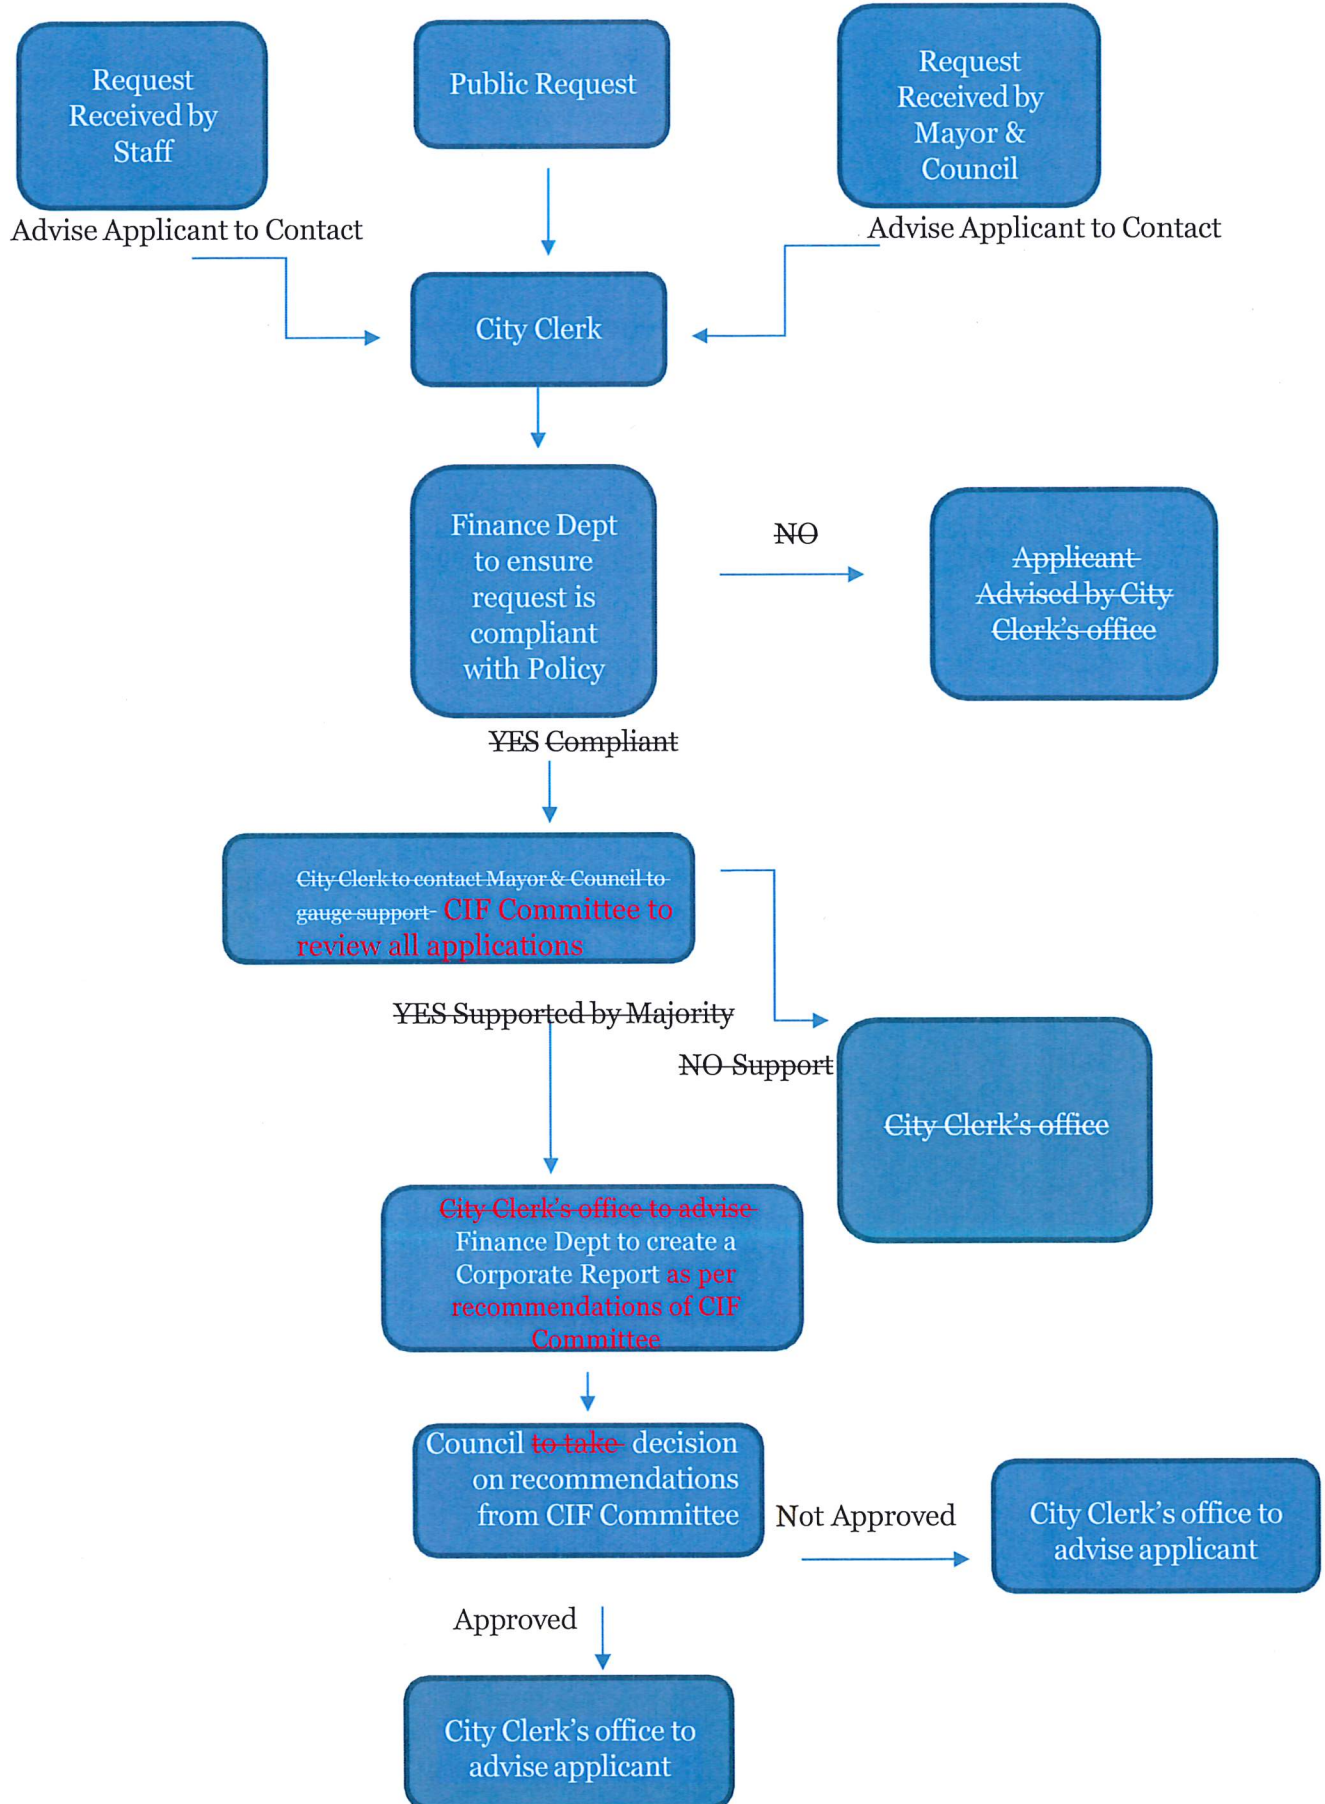 Request
Received by
Staff
Public Request
Request
Received by
Mayor &
Council
Advise Applicant to Contact
Advise Applicant to Contact
City Clerk
Finance Dept
to ensure
request is
compliant
with Policy
NO
Applicant
Advised by City
Clerk's office
YES Compliant
City Clerk to contact Mayor & Council to
gauge support- CIF Committee to
review all applications
YES Supported by Majority
NO Support
City Clerk's office
City Clerk's office to advise
Finance Dept to create a
Corporate Report as per
recommendations of CIF
Committee
Council to take decision
on recommendations
from CIF Committee
Not Approved
City Clerk's office to
advise applicant
Approved
City Clerk's office to
advise applicant